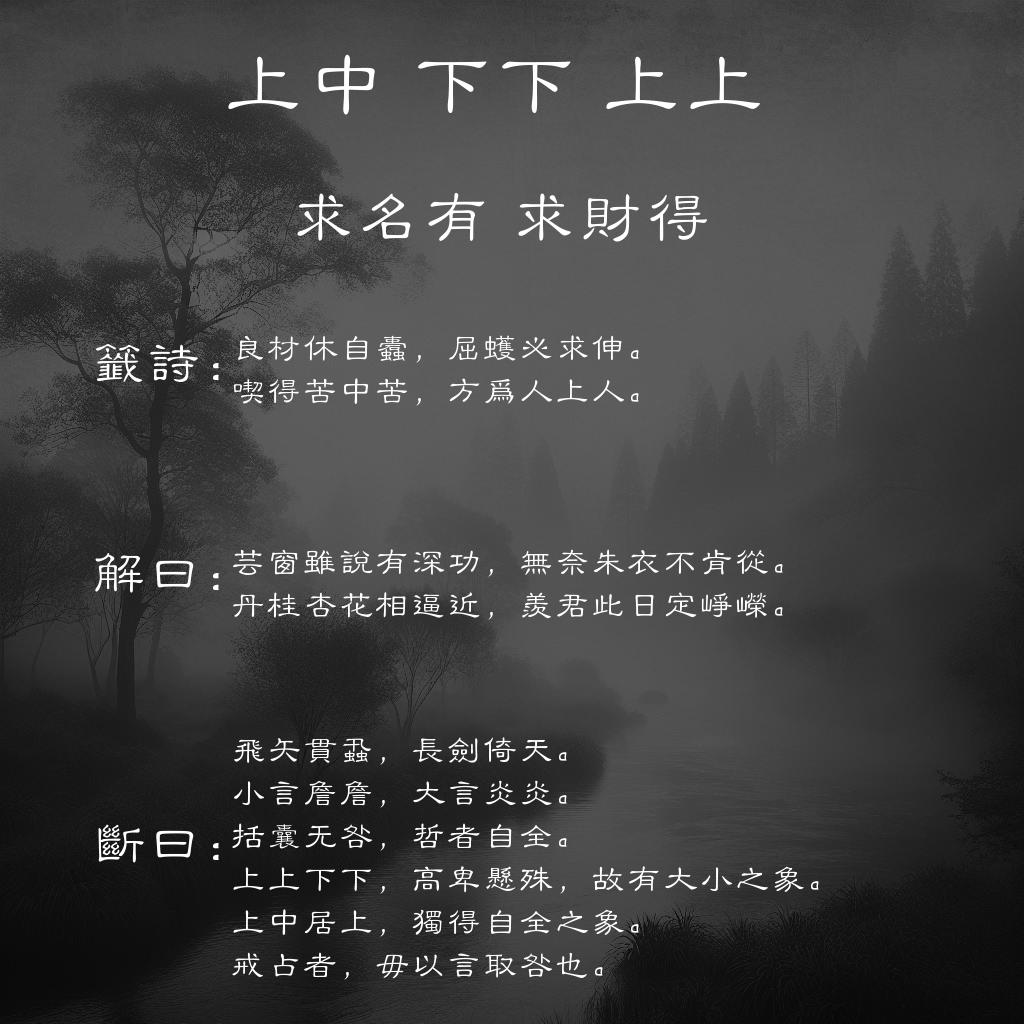 上中 下下 上上
求名有 求財得
籤詩：
良材休自蠹，屈蠖必求伸。
喫得苦中苦，方爲人上人。
解曰：
芸窗雖說有深功，無奈朱衣不肯從。
丹桂杏花相逼近，羨君此日定崢嶸。
斷曰：
飛矢貫蝨，長劍倚天。
小言詹詹，大言炎炎。
括囊无咎，哲者自全。
上上下下，高卑懸殊，故有大小之象。
上中居上，獨得自全之象。
戒占者，毋以言取咎也。